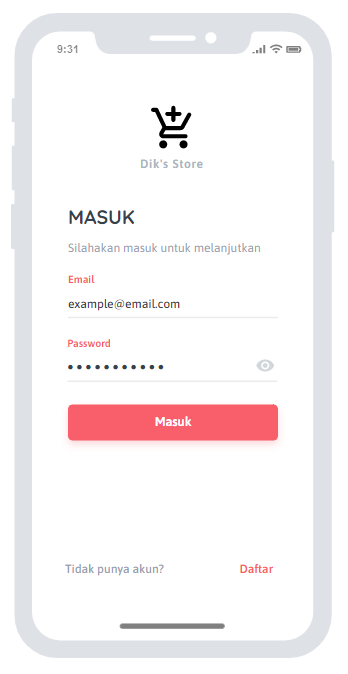 9:31
Dik's Store
MASUK
Silahakan masuk untuk melanjutkan
Email
example@email.com
Password
Masuk
Tidak punya akun? Daftar